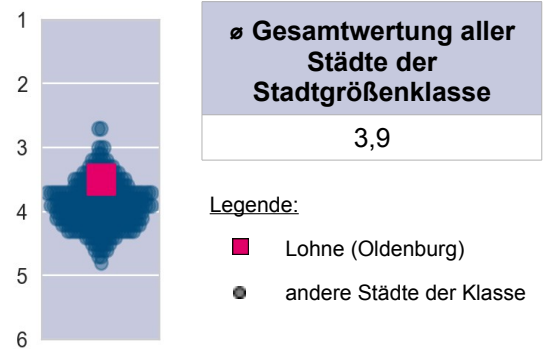 1
2
3
4
5
6
⌀ Gesamtwertung aller
Städte der
Stadtgrößenklasse
3,9
Legende:
Lohne (Oldenburg)
andere Städte der Klasse